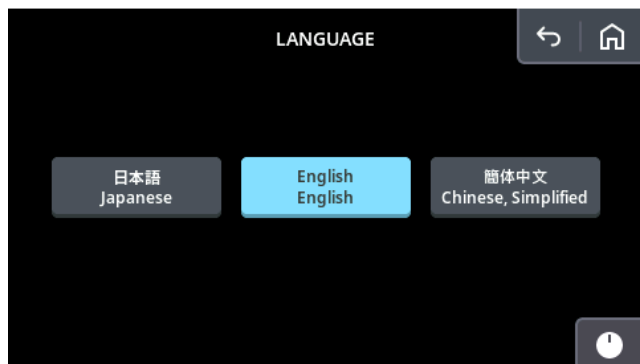 LANGUAGE
日本語
Japanese
English
English
簡体中文
Chinese, Simplified